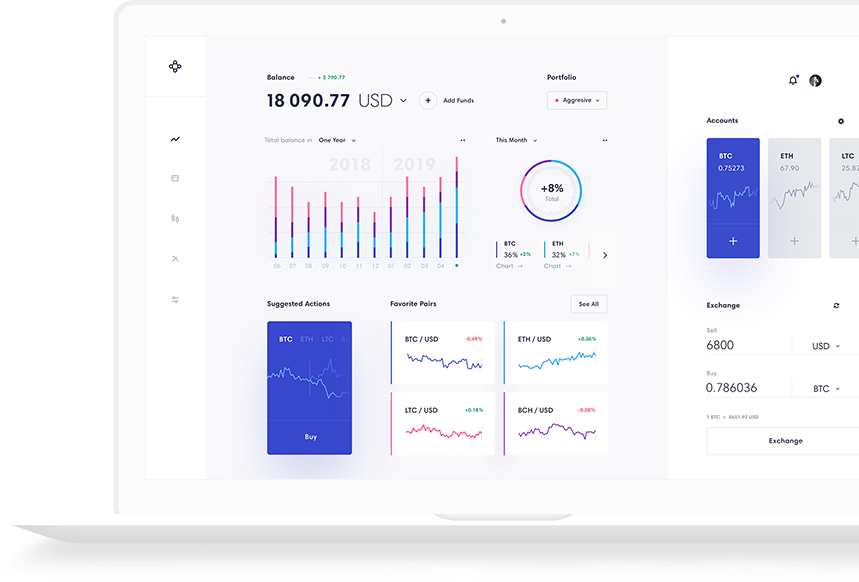 Balance + 3 790.77
18 090.77 USD + Add Funds
Portfolio
Aggresive
Total balance in One Year
2018 2019
06 07 08 09 10 11 12 01 02 03 04
This Month
+8%
Total
BTC
36% +2%
Chart →
ETH
32% +7%
Chart →
Suggested Actions
BTC ETH LTC
Buy
Favorite Pairs
See All
BTC / USD -0.49%
ETH / USD +0.36%
LTC / USD +0.18%
BCH / USD -0.28%
Accounts
BTC
0.75273
+
ETH
67.90
+
LTC
25.82
+
Exchange
Sell
6800 USD
Buy
0.786036 BTC
1 BTC = 8651.92 USD
Exchange